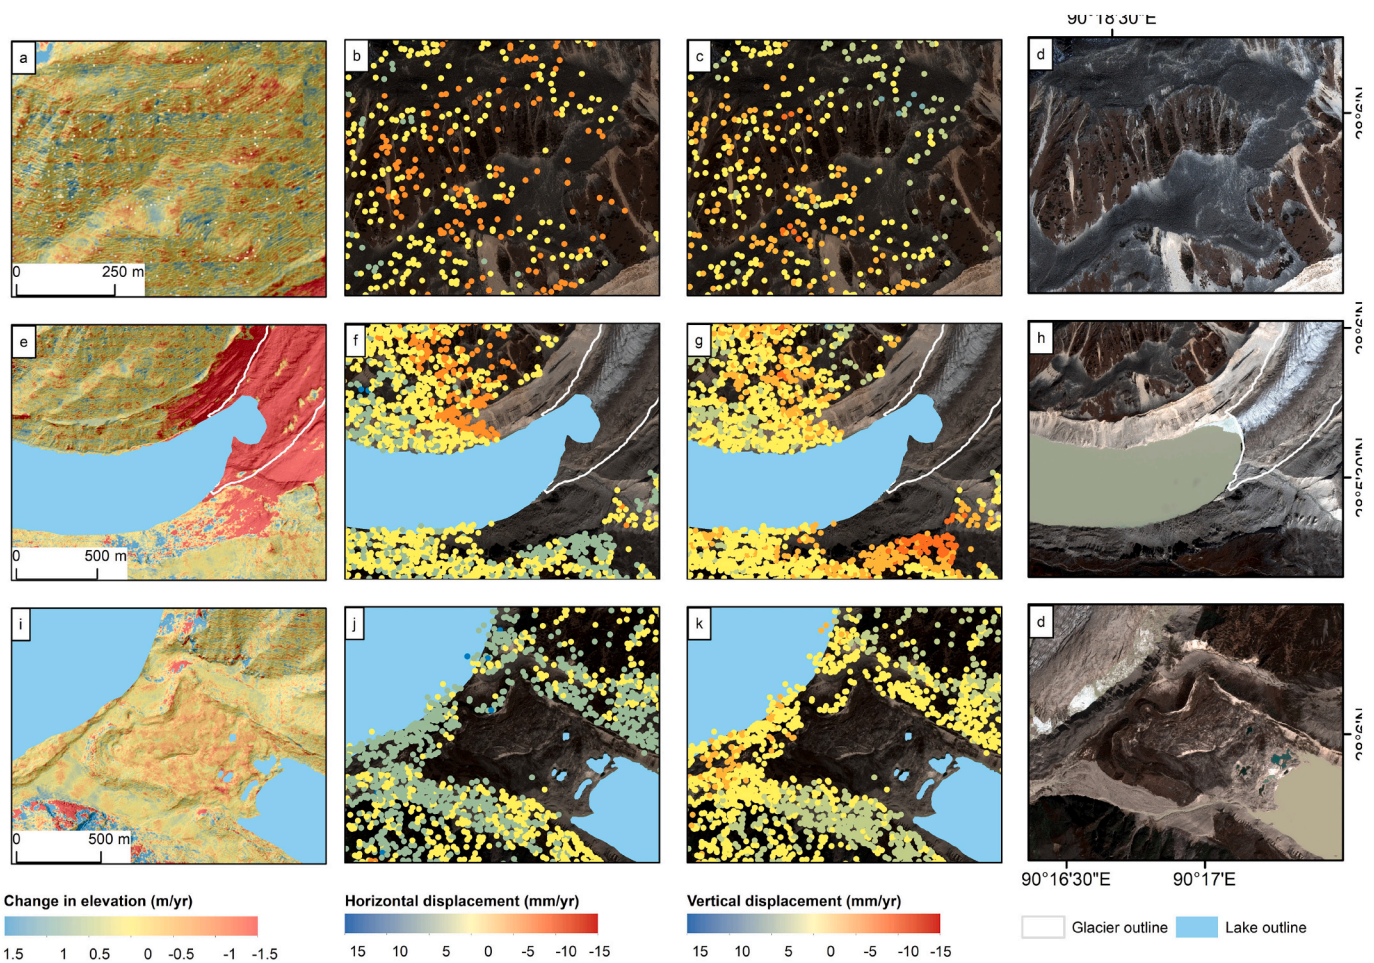 90°18'30"E
a
b
c
d
0 250 m
e
f
g
h
0 500 m
i
j
k
d
0 500 m
90°16'30"E 90°17'E
Change in elevation (m/yr)
1.5 1 0.5 0 -0.5 -1 -1.5
Horizontal displacement (mm/yr)
15 10 5 0 -5 -10 -15
Vertical displacement (mm/yr)
15 10 5 0 -5 -10 -15
Glacier outline
Lake outline